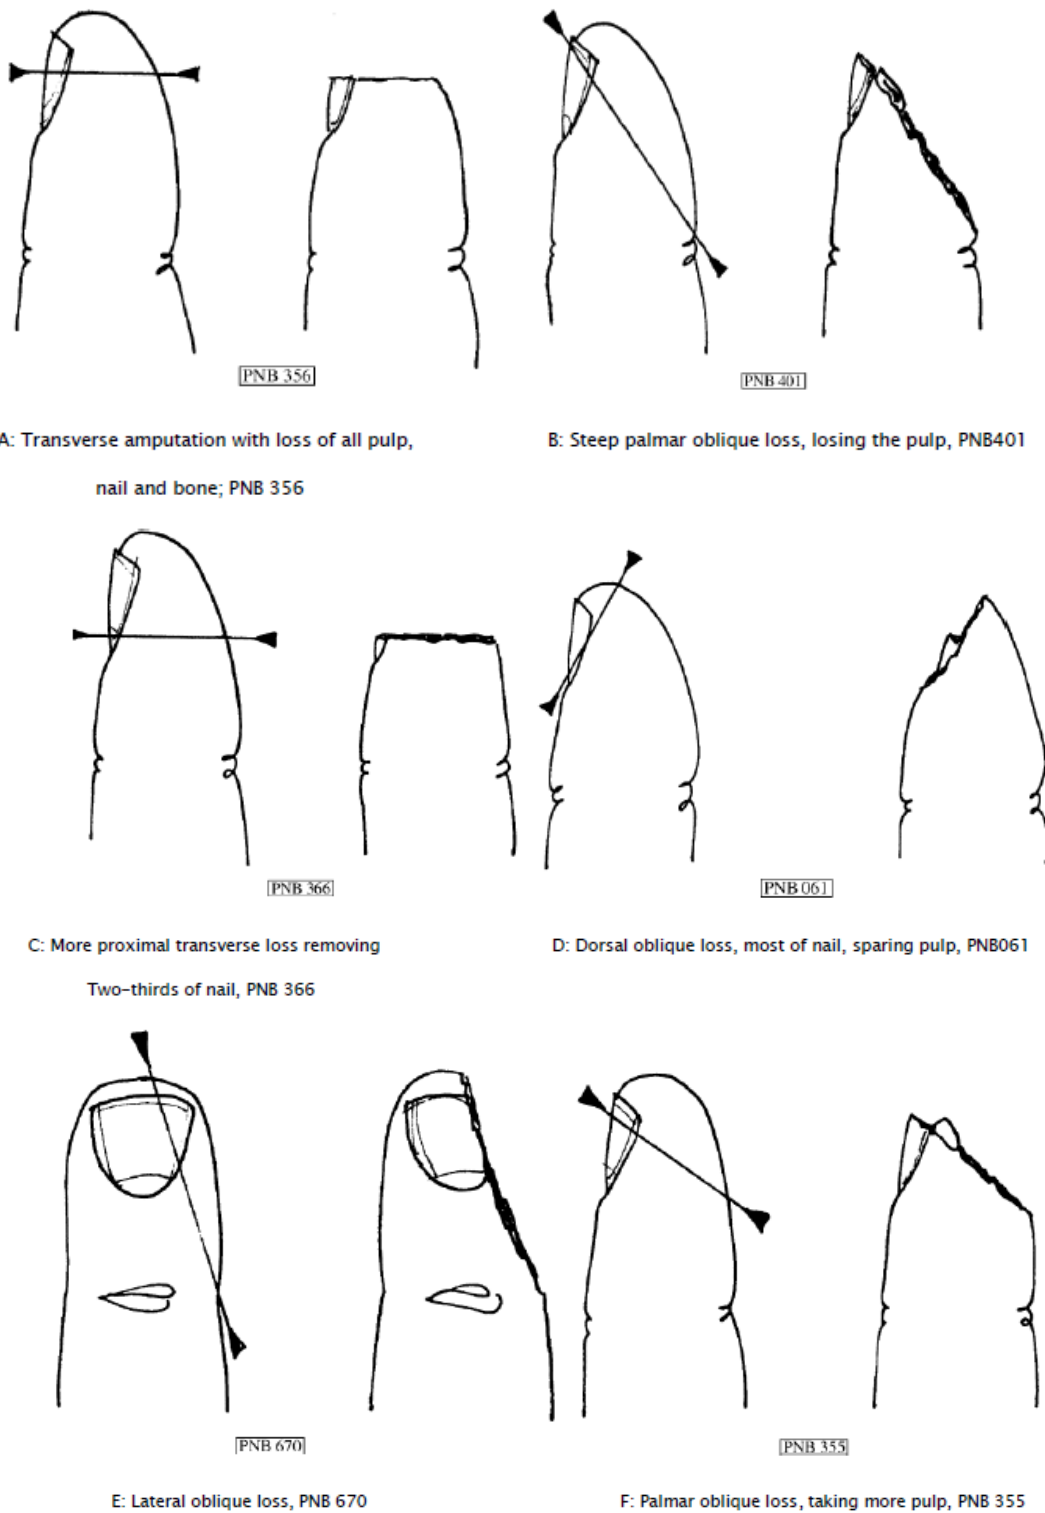 PNB 356
PNB 401
A: Transverse amputation with loss of all pulp,
nail and bone; PNB 356
B: Steep palmar oblique loss, losing the pulp, PNB401
PNB 366
PNB 061
C: More proximal transverse loss removing
Two-thirds of nail, PNB 366
D: Dorsal oblique loss, most of nail, sparing pulp, PNB061
PNB 670
PNB 355
E: Lateral oblique loss, PNB 670
F: Palmar oblique loss, taking more pulp, PNB 355